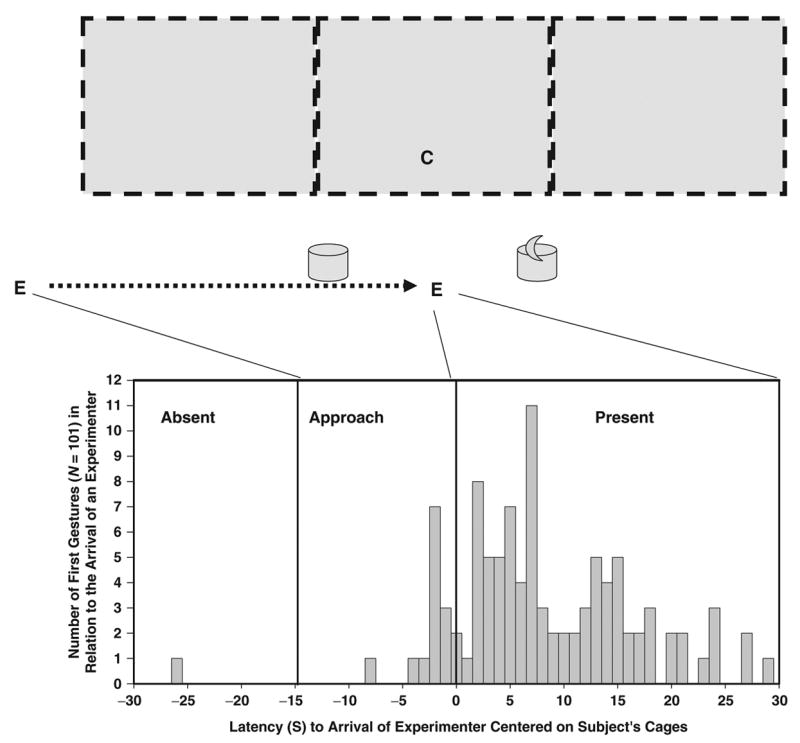 C
E
E
Number of First Gestures (N = 101) in
Relation to the Arrival of an Experimenter
12
11
10
9
8
7
6
5
4
3
2
1
0
Absent
Approach
Present
–30
–25
–20
–15
–10
–5
0
5
10
15
20
25
30
Latency (S) to Arrival of Experimenter Centered on Subject's Cages